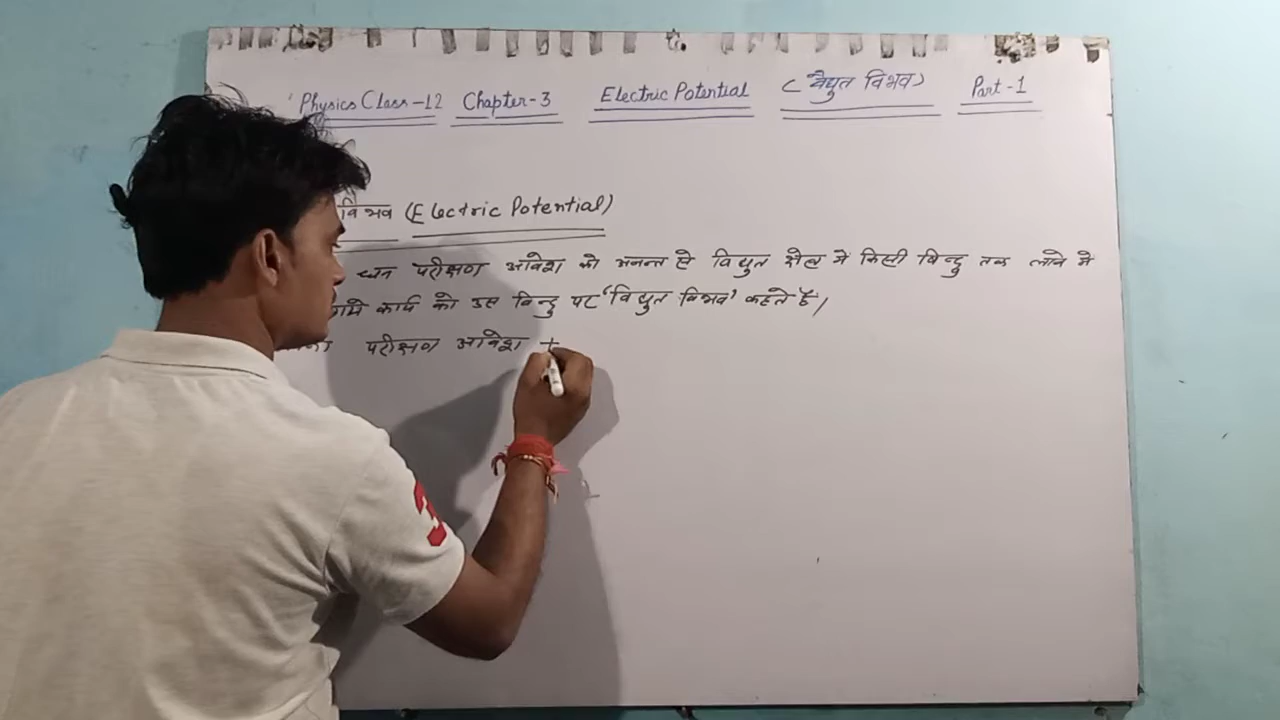 Physics Class-12 Chapter-3 Electric Potential (वैद्युत विभव) Part-1
विभव (Electric Potential)
धन परीक्षण आवेश को अनन्त से विद्युत क्षेत्र में किसी बिन्दु तक लाने मे
गये कार्य को उस बिन्दु पर 'विद्युत विभव' कहते है।
परीक्षण आवेश +